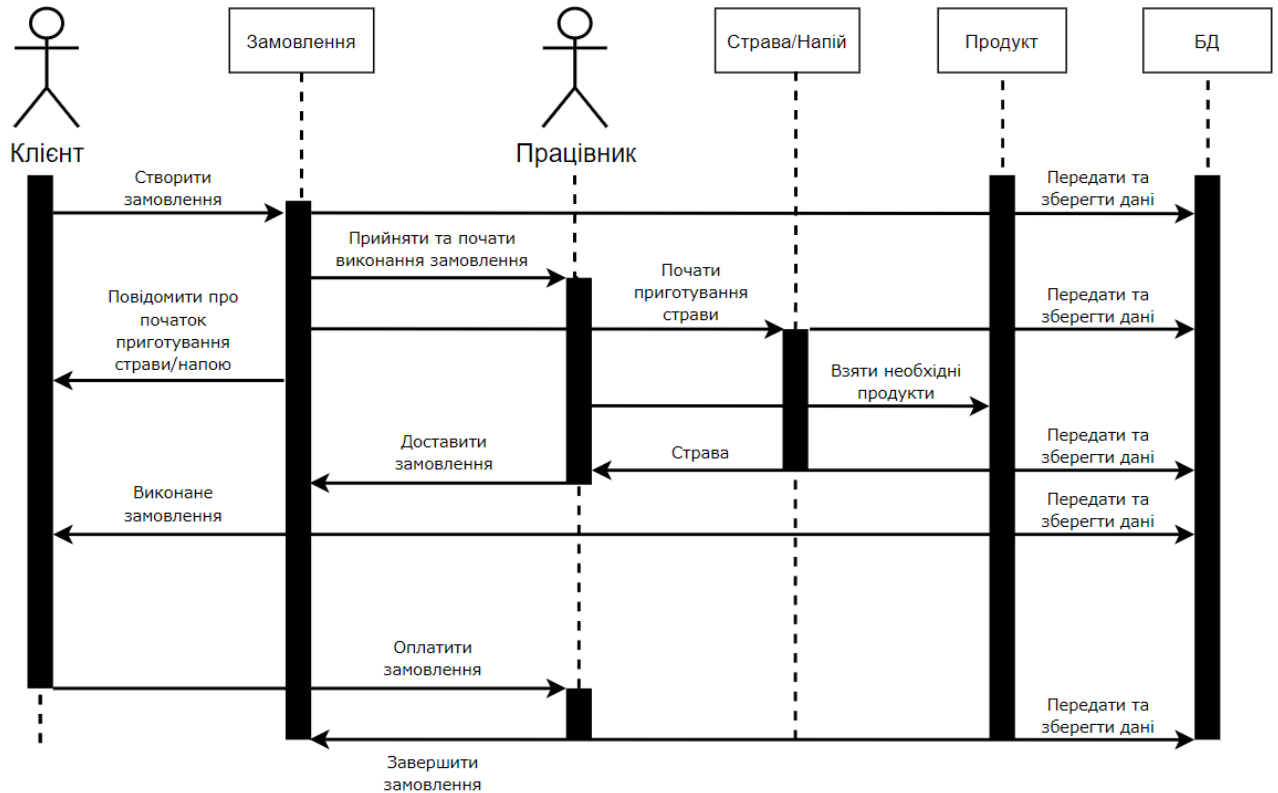 Замовлення
Страва/Напій
Продукт
БД
Клієнт
Працівник
Створити
замовлення
Передати та
зберегти дані
Прийняти та почати
виконання замовлення
Почати
приготування
страви
Повідомити про
початок
приготування
страви/напою
Передати та
зберегти дані
Взяти необхідні
продукти
Доставити
замовлення
Страва
Передати та
зберегти дані
Виконане
замовлення
Передати та
зберегти дані
Оплатити
замовлення
Передати та
зберегти дані
Завершити
замовлення